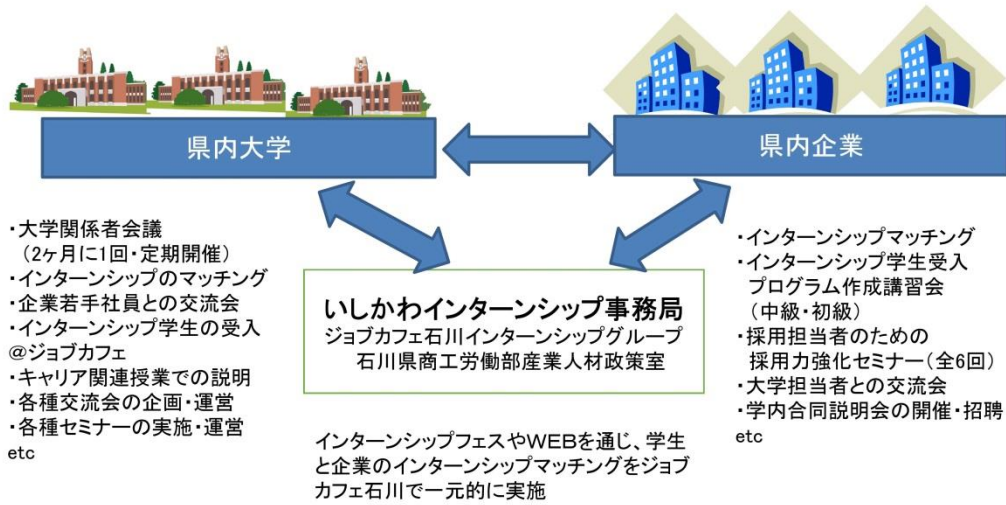 県内大学
県内企業
・大学関係者会議
（2ヶ月に1回・定期開催）
・インターンシップのマッチング
・企業若手社員との交流会
・インターンシップ学生の受入
@ジョブカフェ
・キャリア関連授業での説明
・各種交流会の企画・運営
・各種セミナーの実施・運営
etc
いしかわインターンシップ事務局
ジョブカフェ石川インターンシップグループ
石川県商工労働部産業人材政策室
インターンシップフェスやWEBを通じ、学生
と企業のインターンシップマッチングをジョブ
カフェ石川で一元的に実施
・インターンシップマッチング
・インターンシップ学生受入
プログラム作成講習会
（中級・初級）
・採用担当者のための
採用力強化セミナー（全6回）
・大学担当者との交流会
・学内合同説明会の開催・招聘
etc